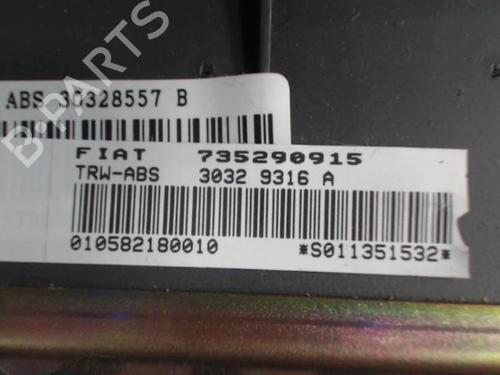 ABS 30328557 B
FIAT 735290915
TRW-ABS 3032 9316 A
010582180010 *S011351532*
B-PARTS